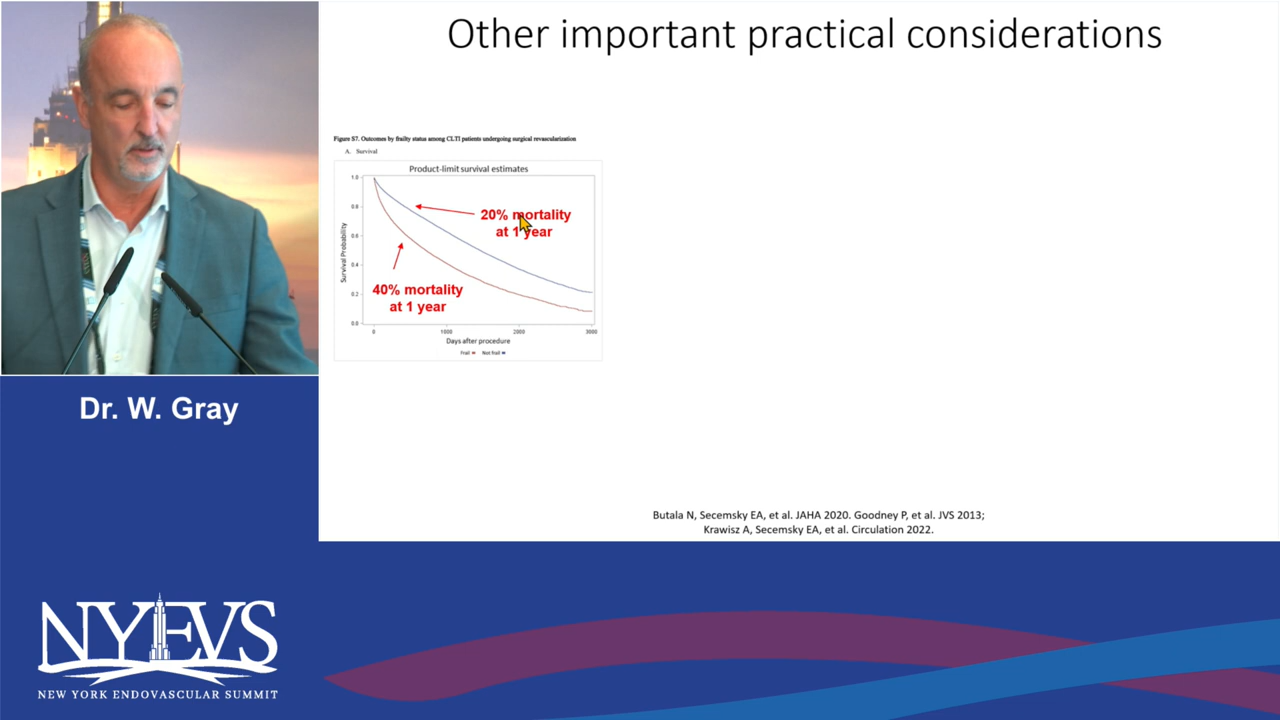 Other important practical considerations
Figure S7. Outcomes by frailty status among CLTI patients undergoing surgical revascularization
A. Survival
Product-limit survival estimates
1.0
0.8
0.6
0.4
0.2
0.0
Survival Probability
20% mortality
at 1 year
40% mortality
at 1 year
0
1000
2000
3000
Days after procedure
Frail
Not frail
Dr. W. Gray
Butala N, Secemsky EA, et al. JAHA 2020. Goodney P, et al. JVS 2013;
Krawisz A, Secemsky EA, et al. Circulation 2022.
NYEVS
NEW YORK ENDOVASCULAR SUMMIT